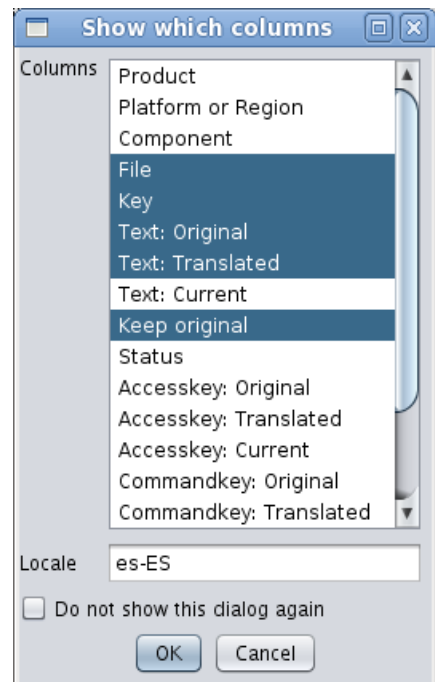 Show which columns
Columns
Product
Platform or Region
Component
File
Key
Text: Original
Text: Translated
Text: Current
Keep original
Status
Accesskey: Original
Accesskey: Translated
Accesskey: Current
Commandkey: Original
Commandkey: Translated
Locale es-ES
Do not show this dialog again
OK Cancel